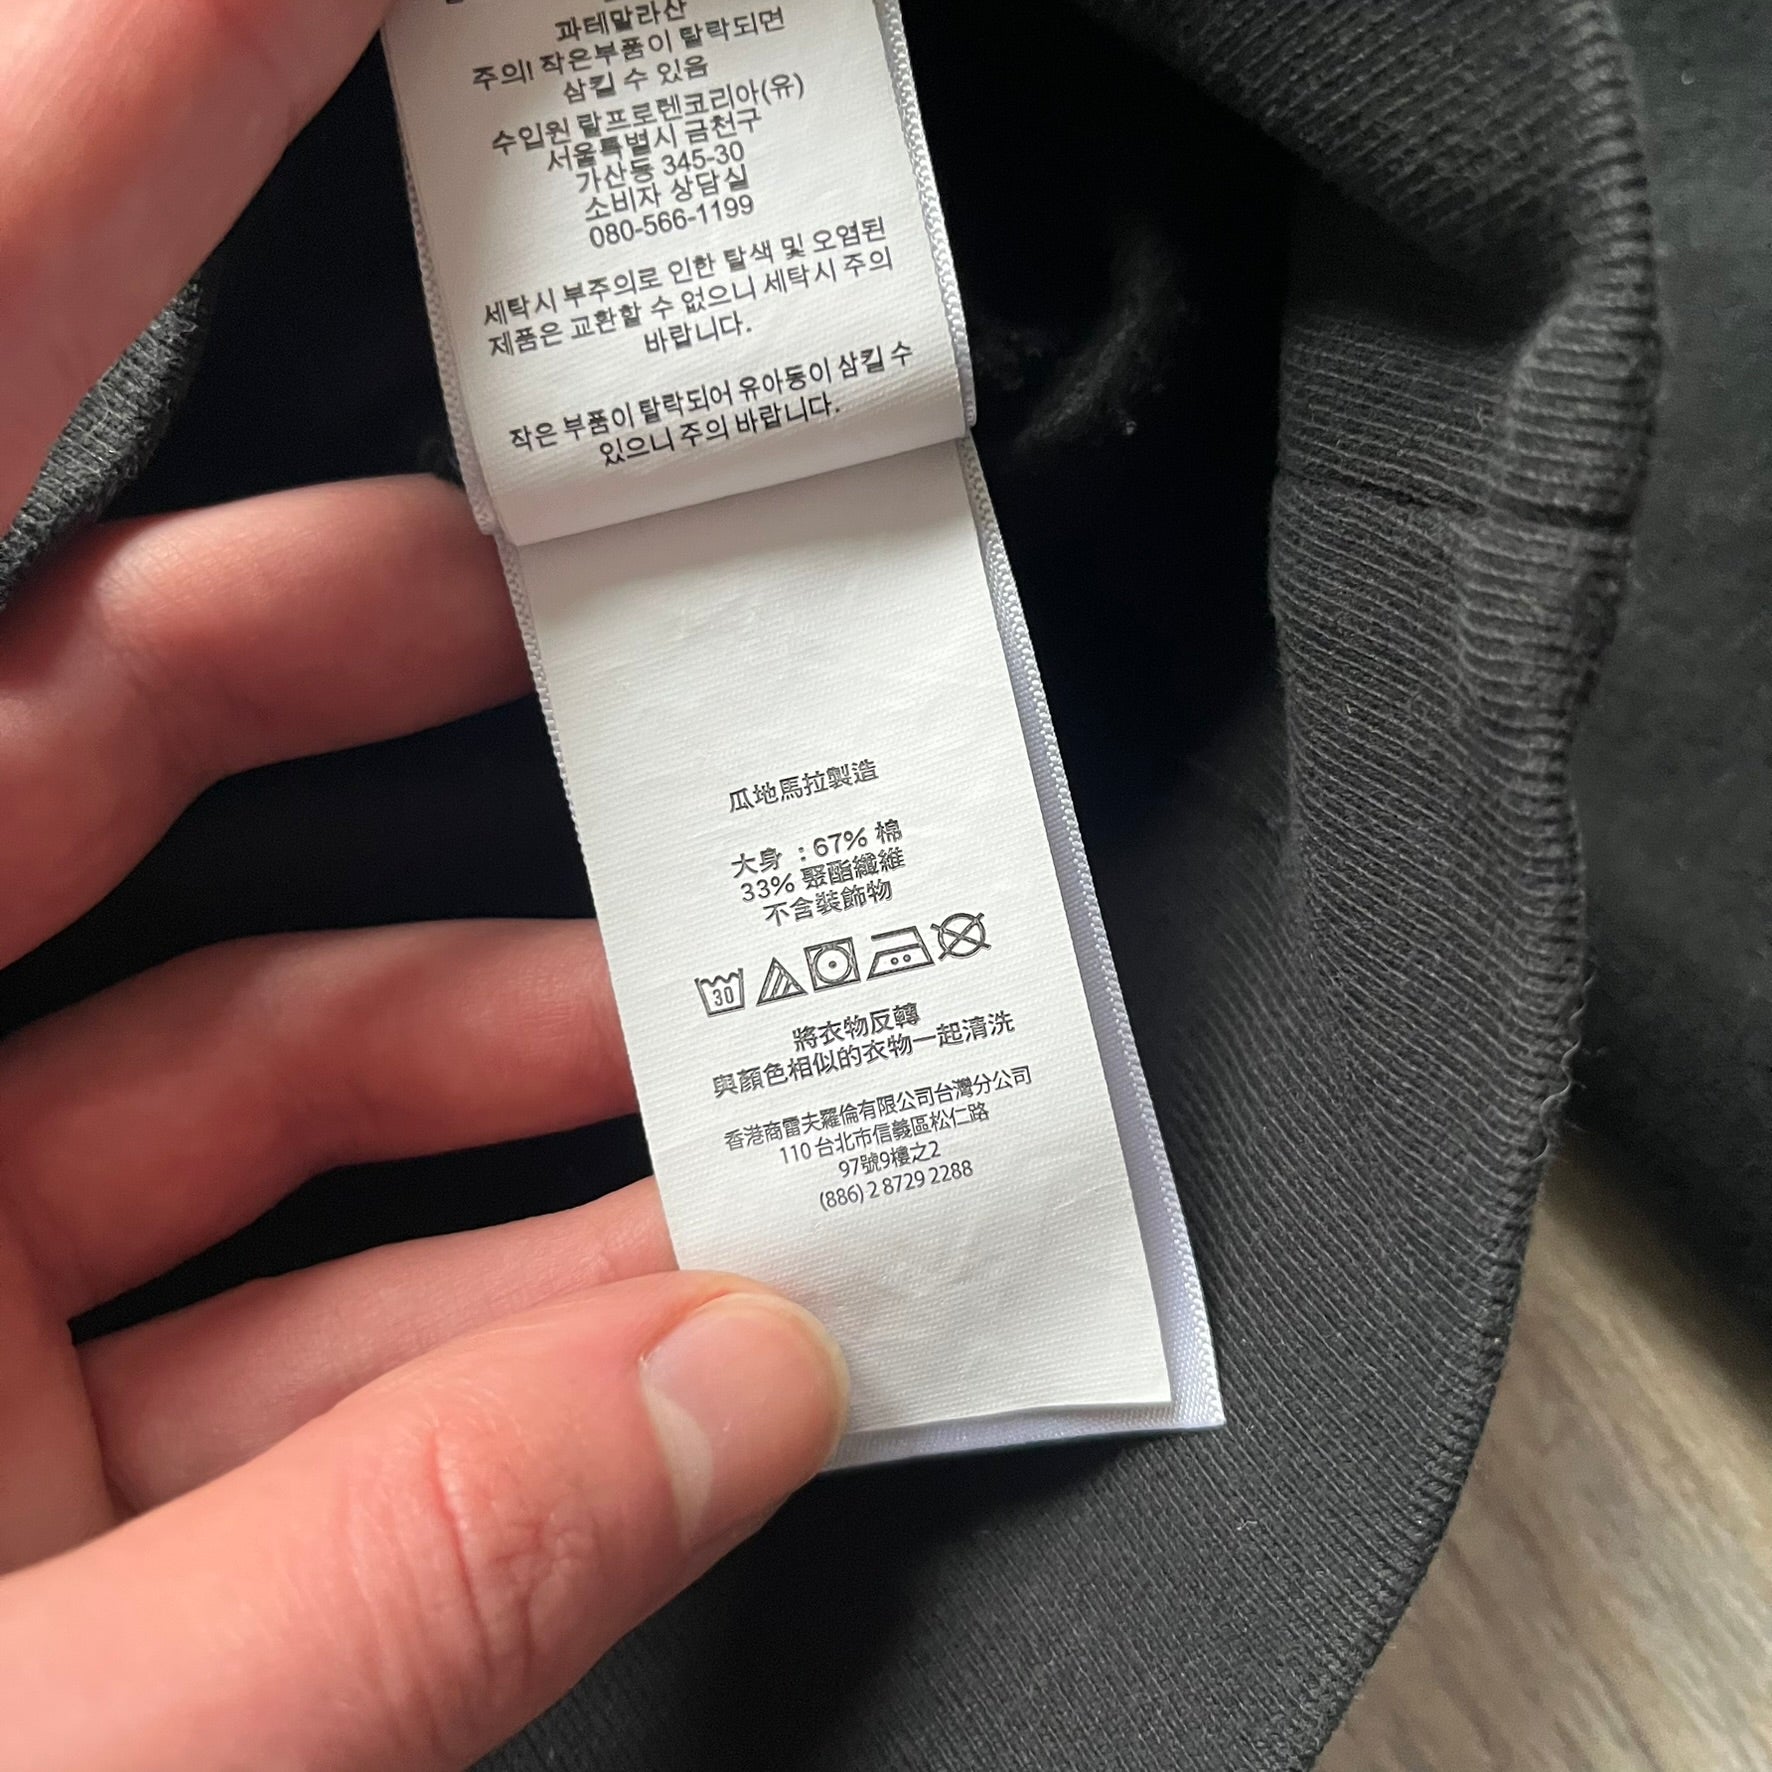 과테말라산
주의! 작은부품이 탈락되면
삼킬 수 있음
수입원 랄프로렌코리아(유)
서울특별시 금천구
가산동 345-30
소비자 상담실
080-566-1199
세탁시 부주의로 인한 탈색 및 오염된
제품은 교환할 수 없으니 세탁시 주의
바랍니다.
작은 부품이 탈락되어 유아동이 삼킬 수
있으니 주의 바랍니다.
瓜地馬拉製造
大身 : 67% 棉
33% 聚酯纖維
不含裝飾物
30
將衣物反轉
與顏色相似的衣物一起清洗
香港商雷夫羅倫有限公司台灣分公司
110 台北市信義區松仁路
97號9樓之2
(886) 2 8729 2288